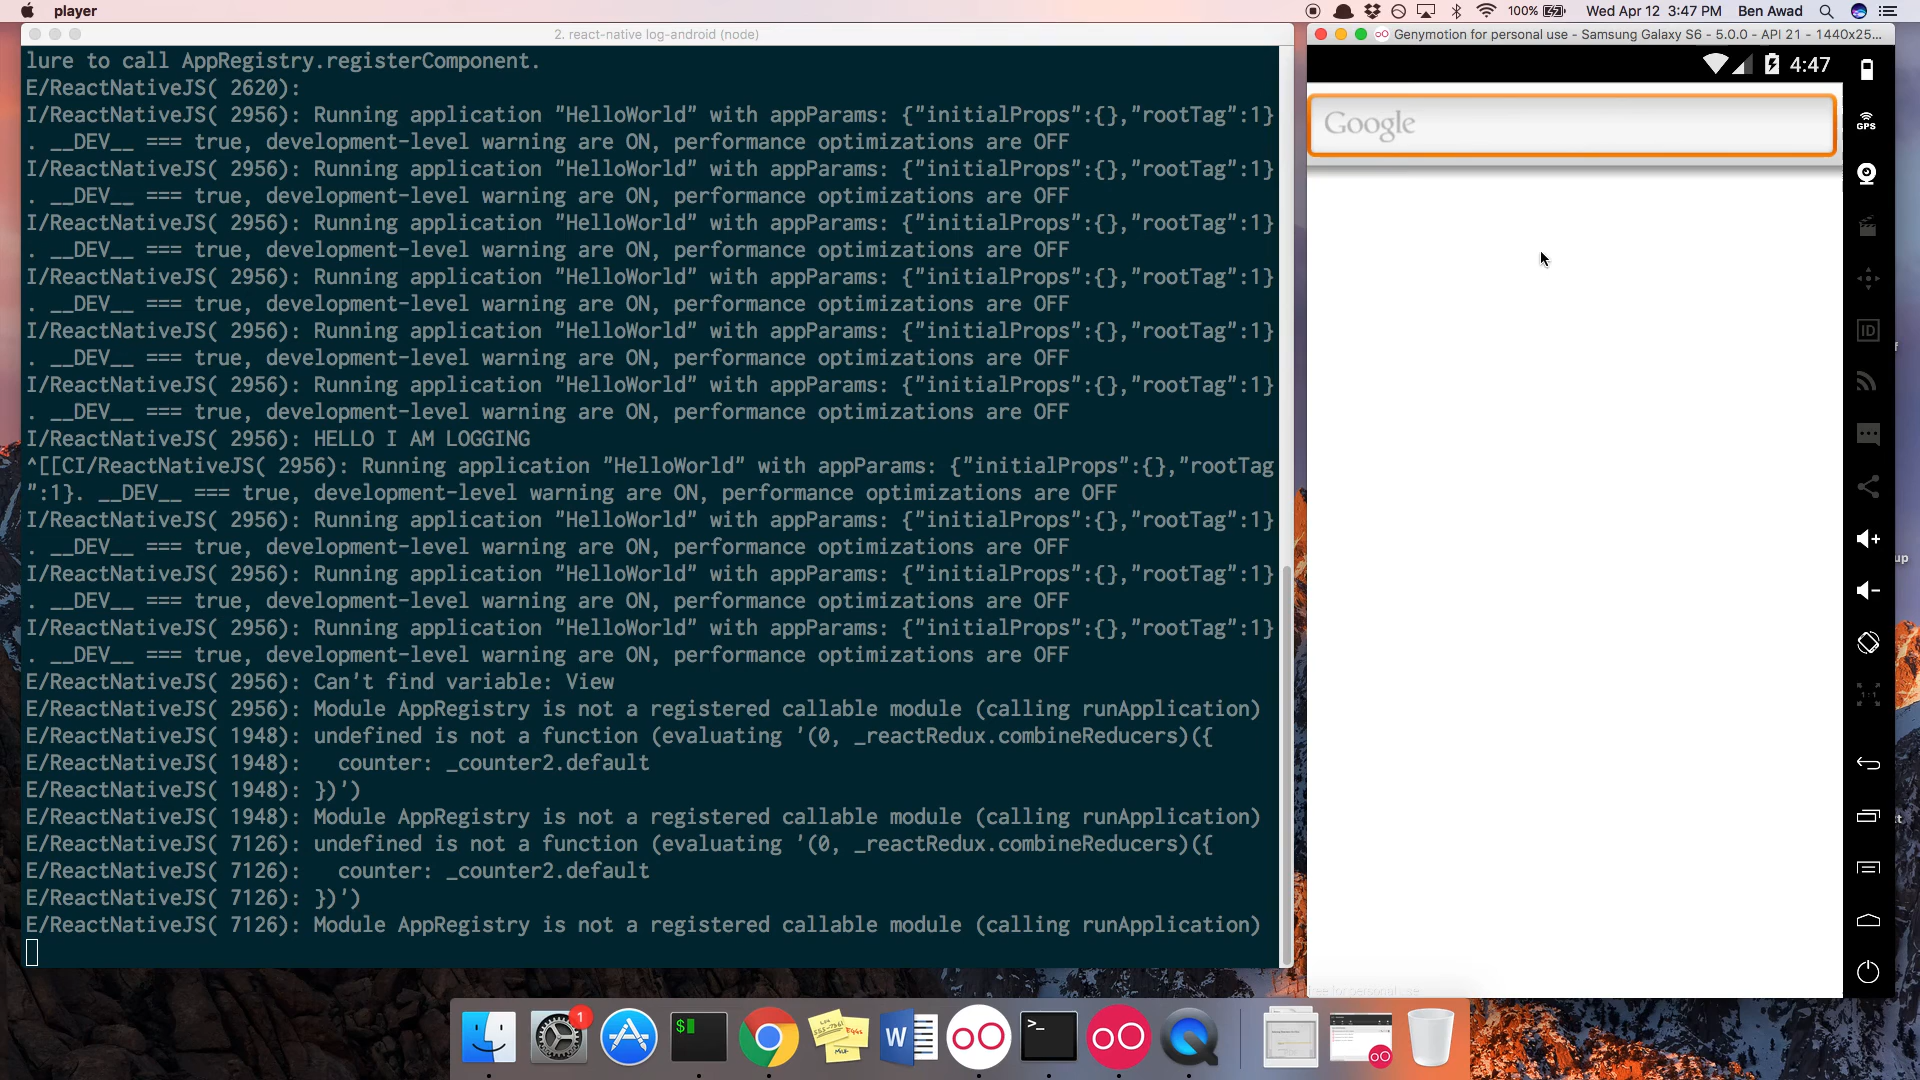 player
100%
Wed Apr 12 3:47 PM
Ben Awad
2. react-native log-android (node)
lure to call AppRegistry.registerComponent.
E/ReactNativeJS( 2620):
I/ReactNativeJS( 2956): Running application "HelloWorld" with appParams: {"initialProps":{},"rootTag":1}
. __DEV__ === true, development-level warning are ON, performance optimizations are OFF
I/ReactNativeJS( 2956): Running application "HelloWorld" with appParams: {"initialProps":{},"rootTag":1}
. __DEV__ === true, development-level warning are ON, performance optimizations are OFF
I/ReactNativeJS( 2956): Running application "HelloWorld" with appParams: {"initialProps":{},"rootTag":1}
. __DEV__ === true, development-level warning are ON, performance optimizations are OFF
I/ReactNativeJS( 2956): Running application "HelloWorld" with appParams: {"initialProps":{},"rootTag":1}
. __DEV__ === true, development-level warning are ON, performance optimizations are OFF
I/ReactNativeJS( 2956): Running application "HelloWorld" with appParams: {"initialProps":{},"rootTag":1}
. __DEV__ === true, development-level warning are ON, performance optimizations are OFF
I/ReactNativeJS( 2956): Running application "HelloWorld" with appParams: {"initialProps":{},"rootTag":1}
. __DEV__ === true, development-level warning are ON, performance optimizations are OFF
I/ReactNativeJS( 2956): HELLO I AM LOGGING
^[[CI/ReactNativeJS( 2956): Running application "HelloWorld" with appParams: {"initialProps":{},"rootTag
":1}. __DEV__ === true, development-level warning are ON, performance optimizations are OFF
I/ReactNativeJS( 2956): Running application "HelloWorld" with appParams: {"initialProps":{},"rootTag":1}
. __DEV__ === true, development-level warning are ON, performance optimizations are OFF
I/ReactNativeJS( 2956): Running application "HelloWorld" with appParams: {"initialProps":{},"rootTag":1}
. __DEV__ === true, development-level warning are ON, performance optimizations are OFF
I/ReactNativeJS( 2956): Running application "HelloWorld" with appParams: {"initialProps":{},"rootTag":1}
. __DEV__ === true, development-level warning are ON, performance optimizations are OFF
E/ReactNativeJS( 2956): Can't find variable: View
E/ReactNativeJS( 2956): Module AppRegistry is not a registered callable module (calling runApplication)
E/ReactNativeJS( 1948): undefined is not a function (evaluating '(0, _reactRedux.combineReducers)({
E/ReactNativeJS( 1948):   counter: _counter2.default
E/ReactNativeJS( 1948): })')
E/ReactNativeJS( 1948): Module AppRegistry is not a registered callable module (calling runApplication)
E/ReactNativeJS( 7126): undefined is not a function (evaluating '(0, _reactRedux.combineReducers)({
E/ReactNativeJS( 7126):   counter: _counter2.default
E/ReactNativeJS( 7126): })')
E/ReactNativeJS( 7126): Module AppRegistry is not a registered callable module (calling runApplication)
Genymotion for personal use - Samsung Galaxy S6 - 5.0.0 - API 21 - 1440x25...
4:47
Google
GPS
ID
1:1
free for personal use
1
$
W
>_